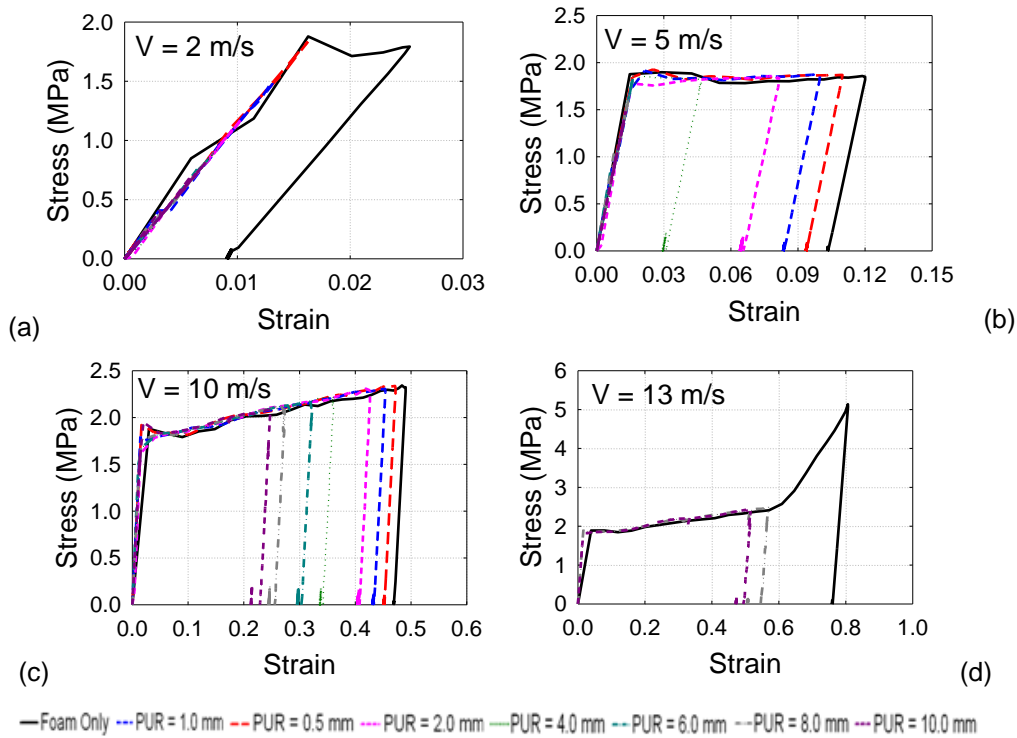 V = 2 m/s
Stress (MPa)
2.0
1.5
1.0
0.5
0.0
0.00 0.01 0.02 0.03
Strain
(a)
V = 5 m/s
Stress (MPa)
2.5
2.0
1.5
1.0
0.5
0.0
0.00 0.03 0.06 0.09 0.12 0.15
Strain
(b)
V = 10 m/s
Stress (MPa)
2.5
2.0
1.5
1.0
0.5
0.0
0.0 0.1 0.2 0.3 0.4 0.5 0.6
Strain
(c)
V = 13 m/s
Stress (MPa)
6
5
4
3
2
1
0
0.0 0.2 0.4 0.6 0.8 1.0
Strain
(d)
Foam Only PUR = 1.0 mm PUR = 0.5 mm PUR = 2.0 mm PUR = 4.0 mm PUR = 6.0 mm PUR = 8.0 mm PUR = 10.0 mm